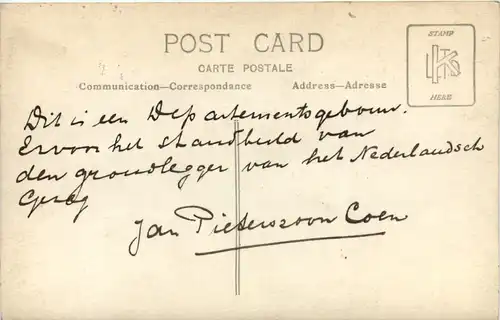 POST CARD
CARTE POSTALE
Communication—Correspondance Address—Adresse
STAMP
HERE
Dit is een Departementsgebouw.
Ervoor het standbeeld van
den grondlegger van het Nederlandsch
Gezag
Jan Pieterszoon Coen